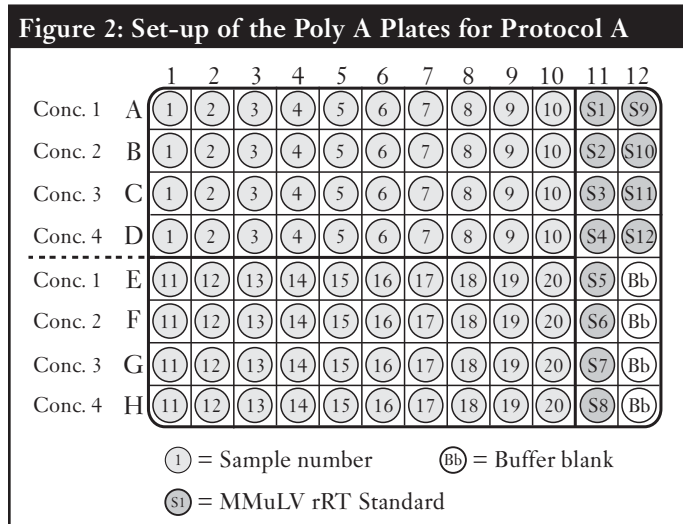 Figure 2: Set-up of the Poly A Plates for Protocol A
1 2 3 4 5 6 7 8 9 10 11 12
Conc. 1 A 1 2 3 4 5 6 7 8 9 10 S1 S9
Conc. 2 B 1 2 3 4 5 6 7 8 9 10 S2 S10
Conc. 3 C 1 2 3 4 5 6 7 8 9 10 S3 S11
Conc. 4 D 1 2 3 4 5 6 7 8 9 10 S4 S12
Conc. 1 E 11 12 13 14 15 16 17 18 19 20 S5 Bb
Conc. 2 F 11 12 13 14 15 16 17 18 19 20 S6 Bb
Conc. 3 G 11 12 13 14 15 16 17 18 19 20 S7 Bb
Conc. 4 H 11 12 13 14 15 16 17 18 19 20 S8 Bb
1 = Sample number Bb = Buffer blank
S1 = MMuLV rRT Standard